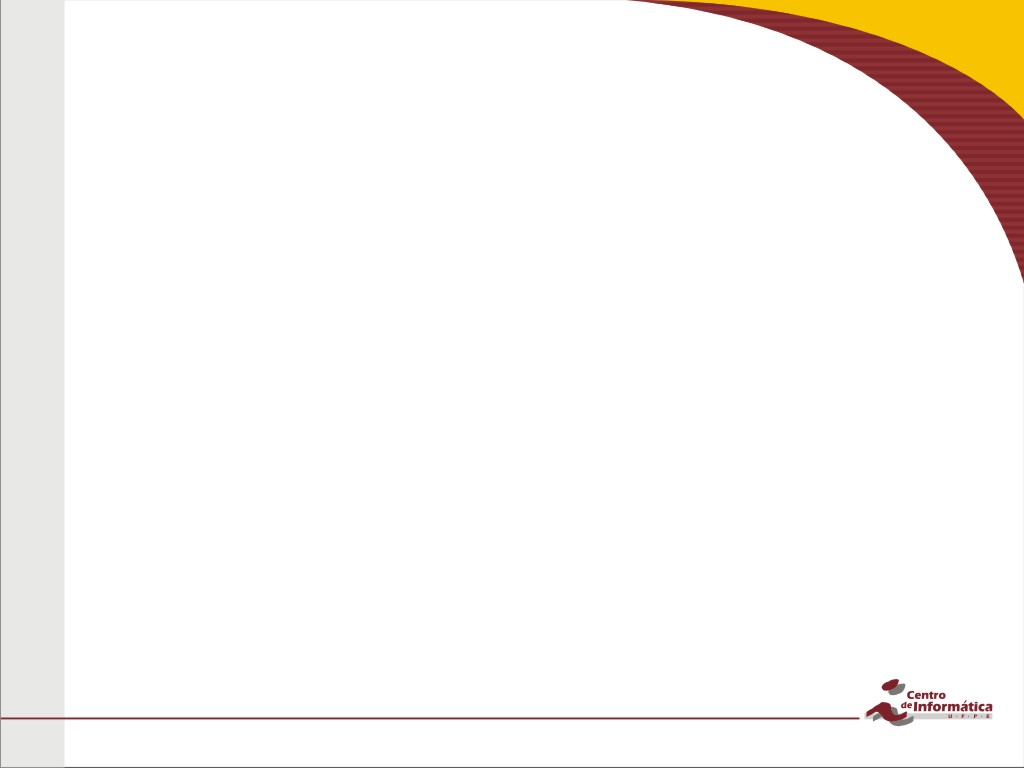 Centro
de Informática
U · F · P · E